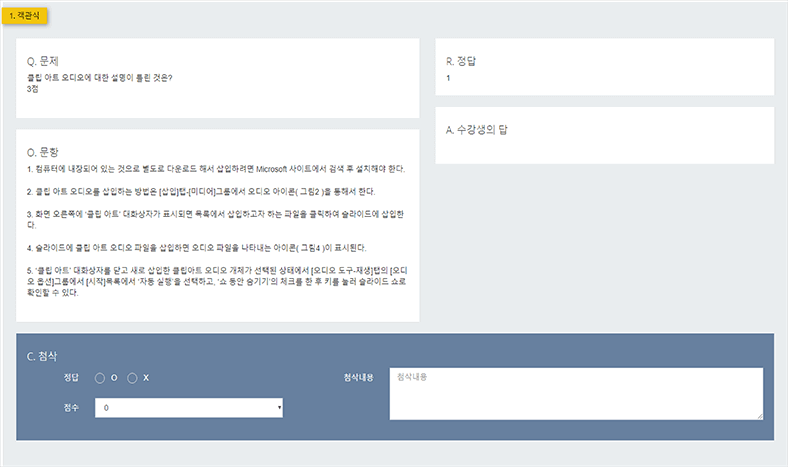 1. 객관식
Q. 문제
클립 아트 오디오에 대한 설명이 틀린 것은?
3점
O. 문항
1. 컴퓨터에 내장되어 있는 것으로 별도로 다운로드 해서 삽입하려면 Microsoft 사이트에서 검색 후 설치해야 한다.
2. 클립 아트 오디오를 삽입하는 방법은 [삽입]탭-[미디어]그룹에서 오디오 아이콘( 그림2 )을 통해서 한다.
3. 화면 오른쪽에 '클립 아트' 대화상자가 표시되면 목록에서 삽입하고자 하는 파일을 클릭하여 슬라이드에 삽입한
다.
4. 슬라이드에 클립 아트 오디오 파일을 삽입하면 오디오 파일을 나타내는 아이콘( 그림4 )이 표시된다.
5. '클립 아트' 대화상자를 닫고 새로 삽입한 클립아트 오디오 개체가 선택된 상태에서 [오디오 도구-재생]탭의 [오디
오 옵션]그룹에서 [시작]목록에서 '자동 실행'을 선택하고, '쇼 동안 숨기기'의 체크를 한 후 키를 눌러 슬라이드 쇼로
확인할 수 있다.
R. 정답
1
A. 수강생의 답
C. 첨삭
정답 O X
점수 0
첨삭내용 첨삭내용